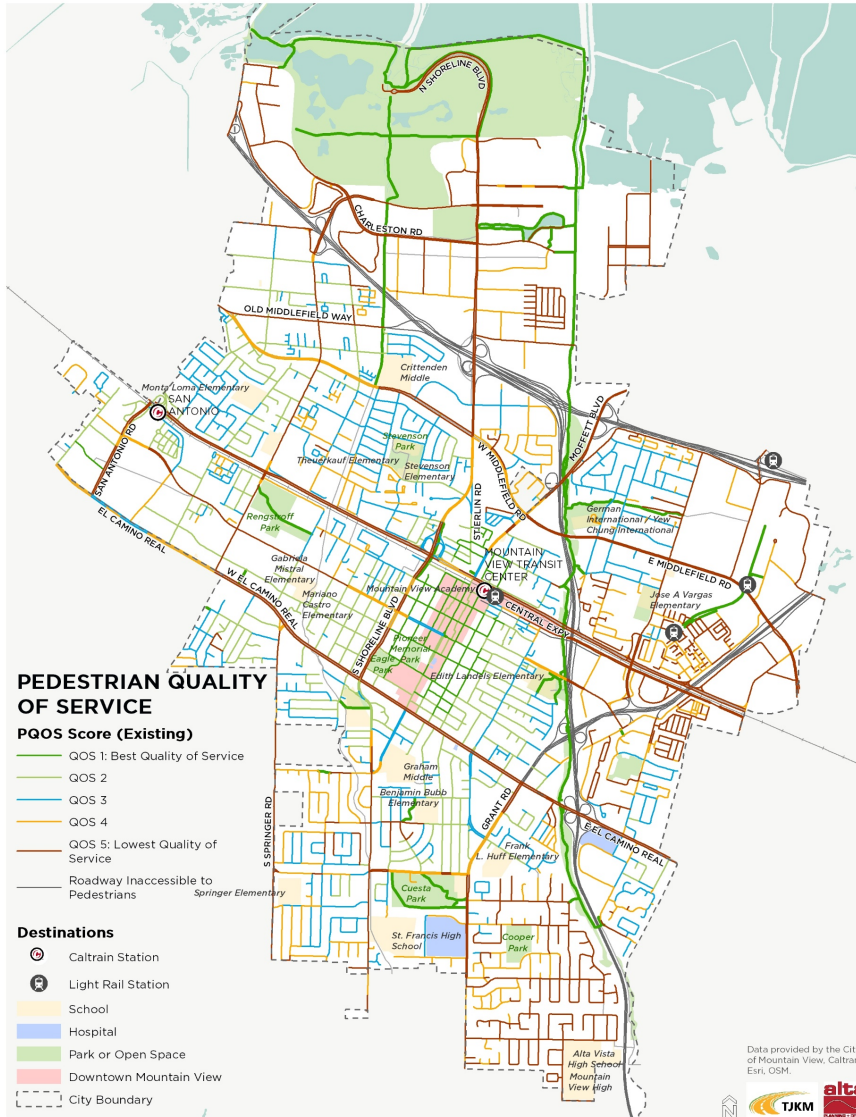 N SHORELINE BLVD
CHARLESTON RD
OLD MIDDLEFIELD WAY
Crittenden
Middle
Monta Loma Elementary
SAN
ANTONIO
SAN ANTONIO RD
MOFFETT BLVD
Stevenson
Park
Theuerkauf Elementary
Stevenson
Elementary
W MIDDLEFIELD RD
STIERLIN RD
EL CAMINO REAL
Rengstroff
Park
German
International / Yew
Chung International
MOUNTAIN
VIEW TRANSIT
CENTER
E MIDDLEFIELD RD
Gabriela
Mistral
Elementary
W EL CAMINO REAL
Mariano
Castro
Elementary
Mountain View Academy
CENTRAL EXPY
Jose A Vargas
Elementary
S SHORELINE BLVD
Pioneer
Memorial
Park
Eagle
Park
Edith Landels Elementary
PEDESTRIAN QUALITY
OF SERVICE
PQOS Score (Existing)
QOS 1: Best Quality of Service
QOS 2
QOS 3
QOS 4
QOS 5: Lowest Quality of
Service
Roadway Inaccessible to
Pedestrians
Graham
Middle
Benjamin Bubb
Elementary
S SPRINGER RD
GRANT RD
Frank
L. Huff Elementary
E EL CAMINO REAL
Springer Elementary
Cuesta
Park
St. Francis High
School
Cooper
Park
Destinations
Caltrain Station
Light Rail Station
School
Hospital
Park or Open Space
Downtown Mountain View
City Boundary
Alta Vista
High School
Mountain
View High
Data provided by the Cit
of Mountain View, Caltran
Esri, OSM.
N
TJKM
alta